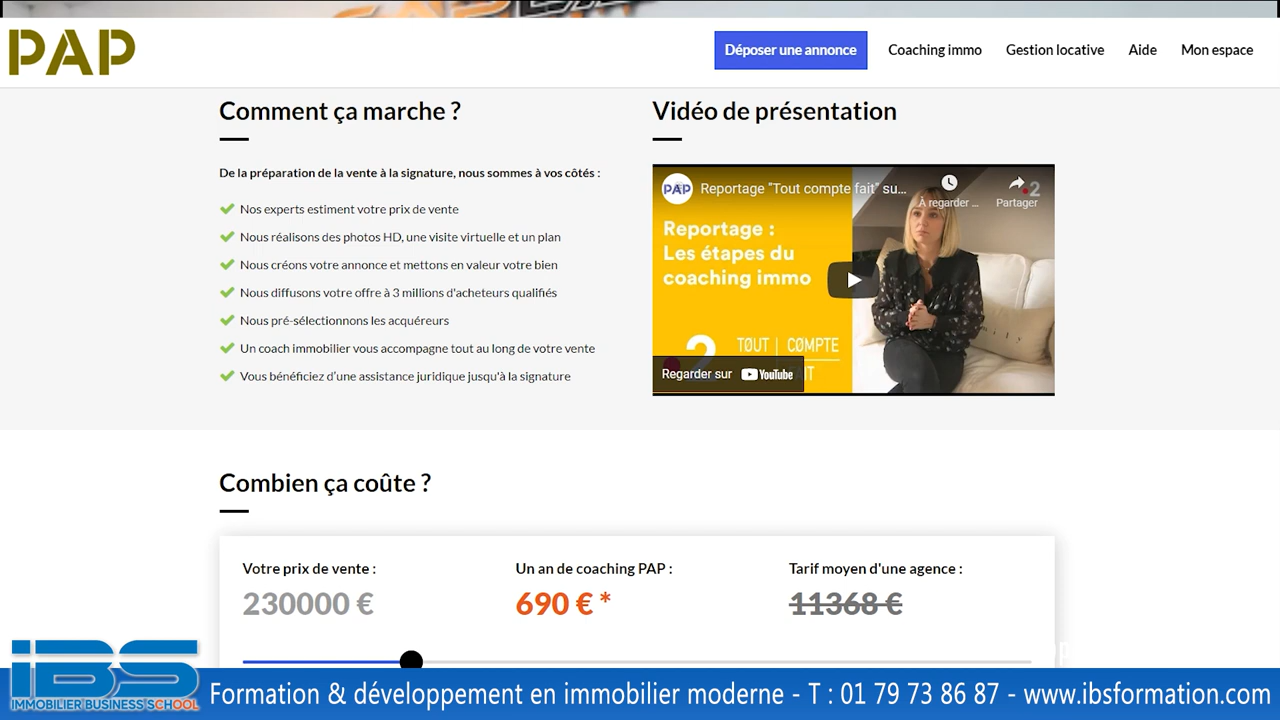 PAP
Déposer une annonce
Coaching immo
Gestion locative
Aide
Mon espace
Comment ça marche ?
De la préparation de la vente à la signature, nous sommes à vos côtés :
Nos experts estiment votre prix de vente
Nous réalisons des photos HD, une visite virtuelle et un plan
Nous créons votre annonce et mettons en valeur votre bien
Nous diffusons votre offre à 3 millions d'acheteurs qualifiés
Nous pré-sélectionnons les acquéreurs
Un coach immobilier vous accompagne tout au long de votre vente
Vous bénéficiez d'une assistance juridique jusqu'à la signature
Vidéo de présentation
PAP
Reportage "Tout compte fait" su...
À regarder ...
Partager
2
Reportage :
Les étapes du
coaching immo
2
TOUT | COMPTE
IT
Regarder sur YouTube
Combien ça coûte ?
Votre prix de vente :
230000 €
Un an de coaching PAP :
690 € *
Tarif moyen d'une agence :
11368 €
iBS
IMMOBILIER BUSINESS SCHOOL
Formation & développement en immobilier moderne - T : 01 79 73 86 87 - www.ibsformation.com